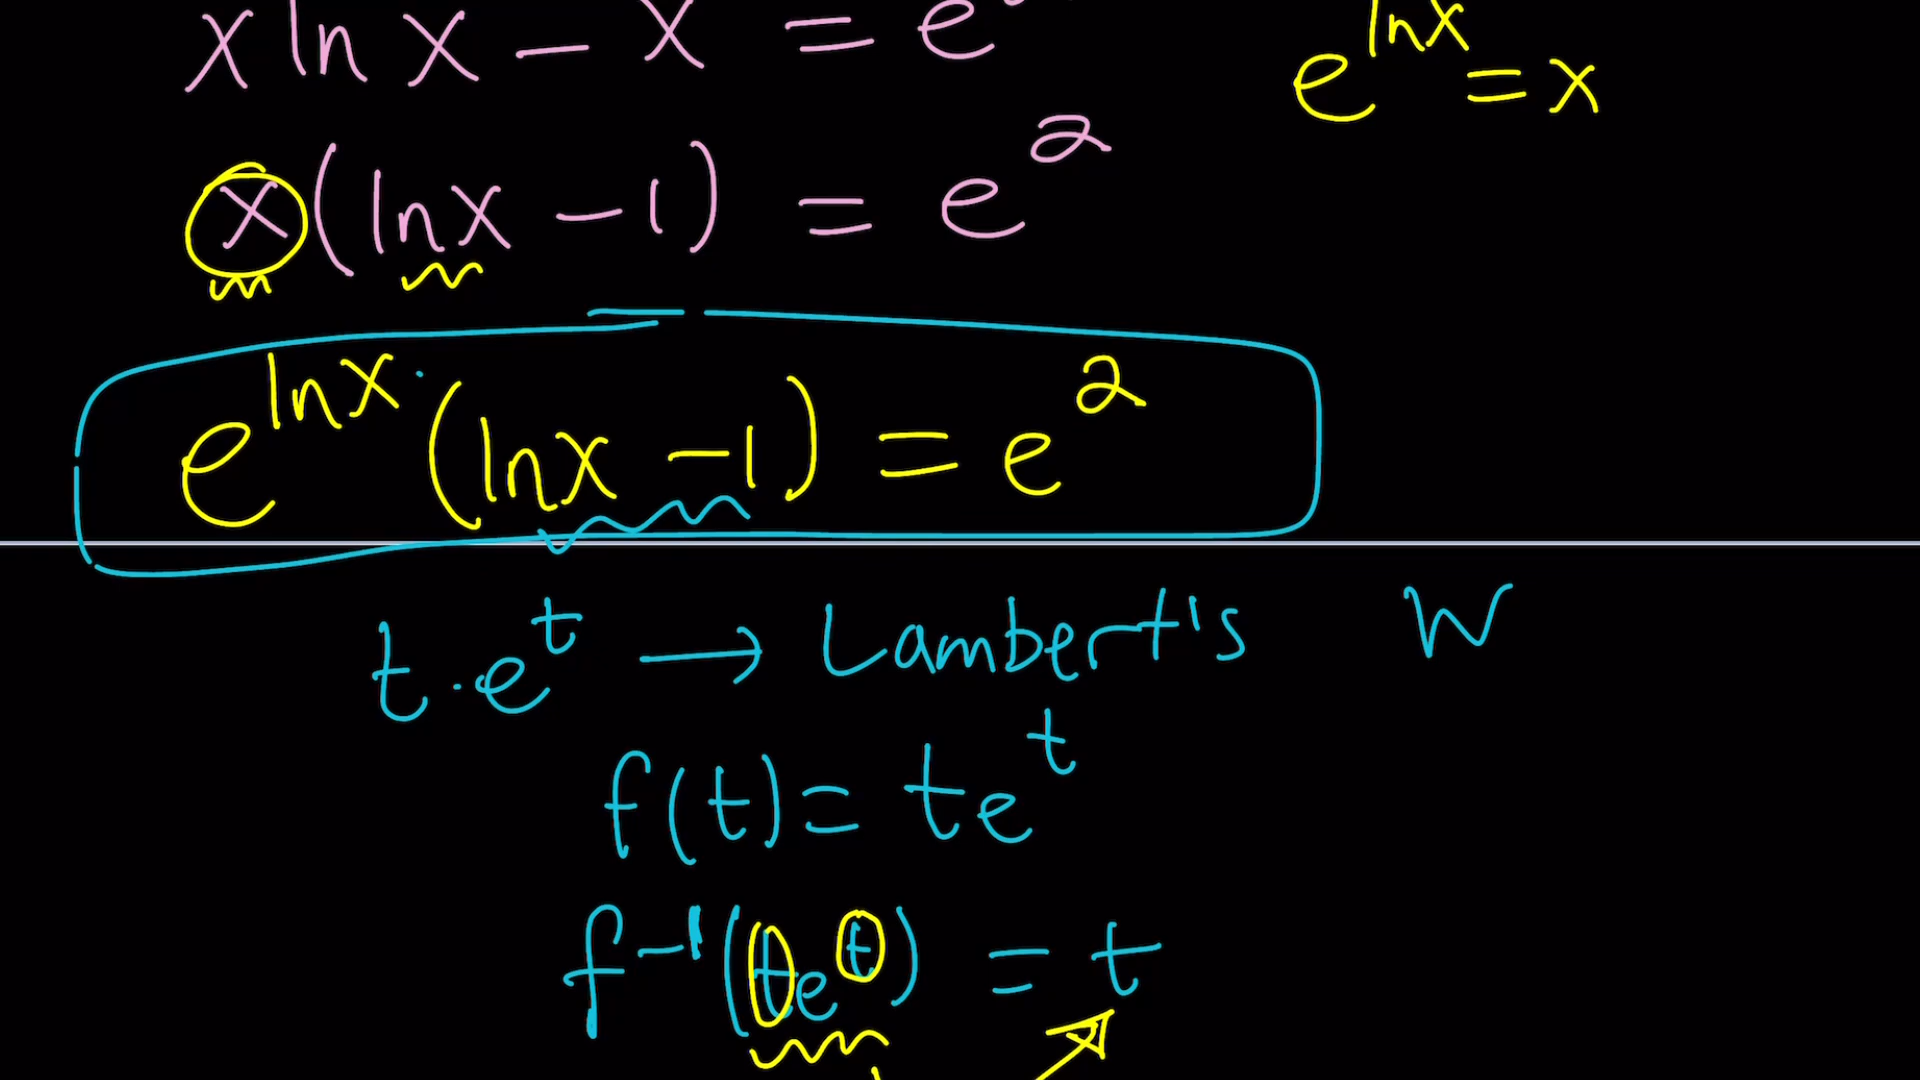 x ln x − x = e
e^{ln x} = x
x(ln x − 1) = e^2
e^{ln x} · (ln x − 1) = e^2
t · e^t → Lambert's W
f(t) = te^t
f^{-1}(te^t) = t